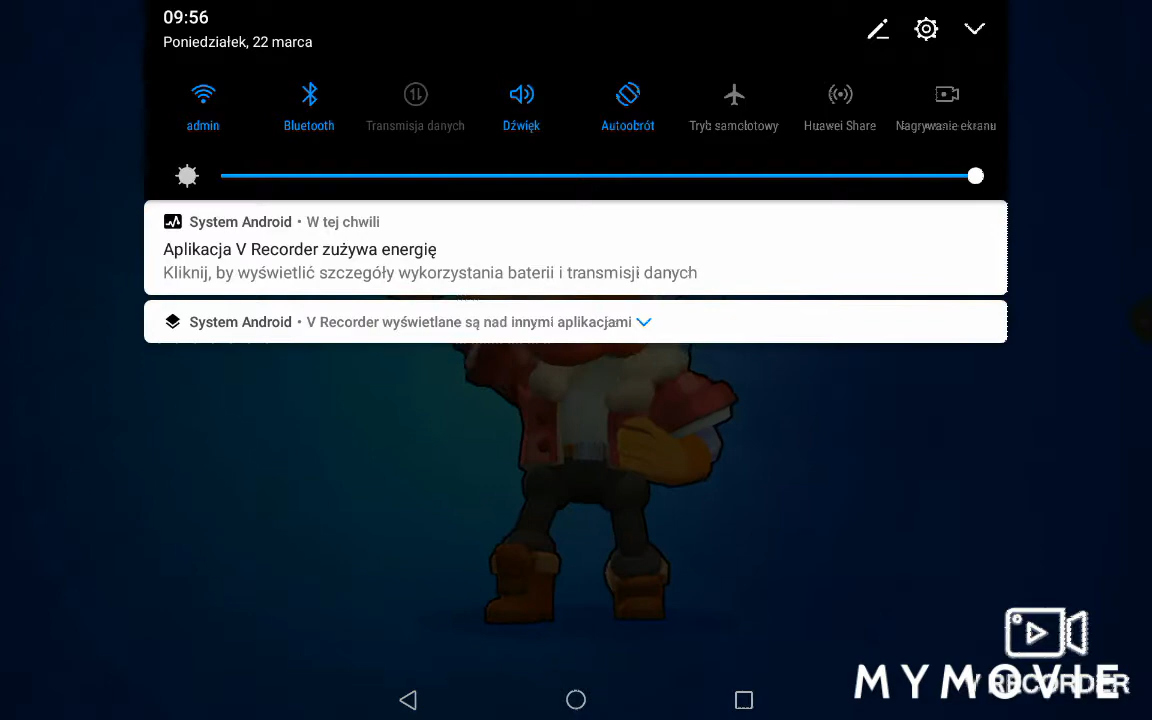 09:56
Poniedziałek, 22 marca
admin
Bluetooth
Transmisja danych
Dźwięk
Autoobrót
Tryb samolotowy
Huawei Share
Nagrywanie ekranu
System Android • W tej chwili
Aplikacja V Recorder zużywa energię
Kliknij, by wyświetlić szczegóły wykorzystania baterii i transmisji danych
System Android • V Recorder wyświetlane są nad innymi aplikacjami
MYMOVIE
V RECORDER